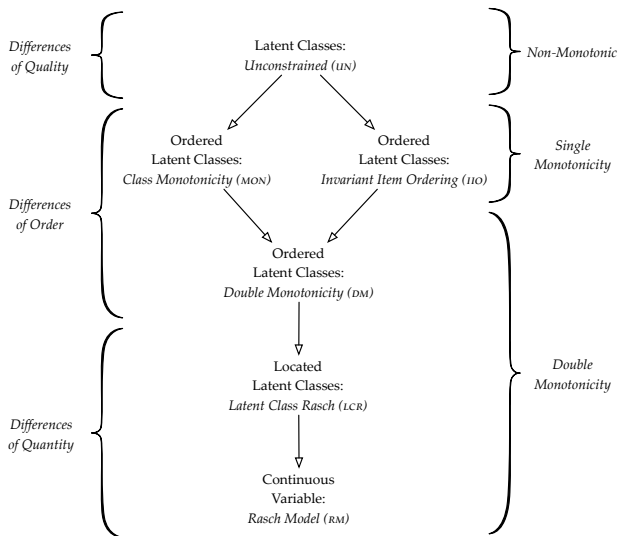 Differences
of Quality
Latent Classes:
Unconstrained (UN)
Non-Monotonic
Ordered
Latent Classes:
Class Monotonicity (MON)
Ordered
Latent Classes:
Invariant Item Ordering (IIO)
Single
Monotonicity
Differences
of Order
Ordered
Latent Classes:
Double Monotonicity (DM)
Located
Latent Classes:
Latent Class Rasch (LCR)
Double
Monotonicity
Differences
of Quantity
Continuous
Variable:
Rasch Model (RM)